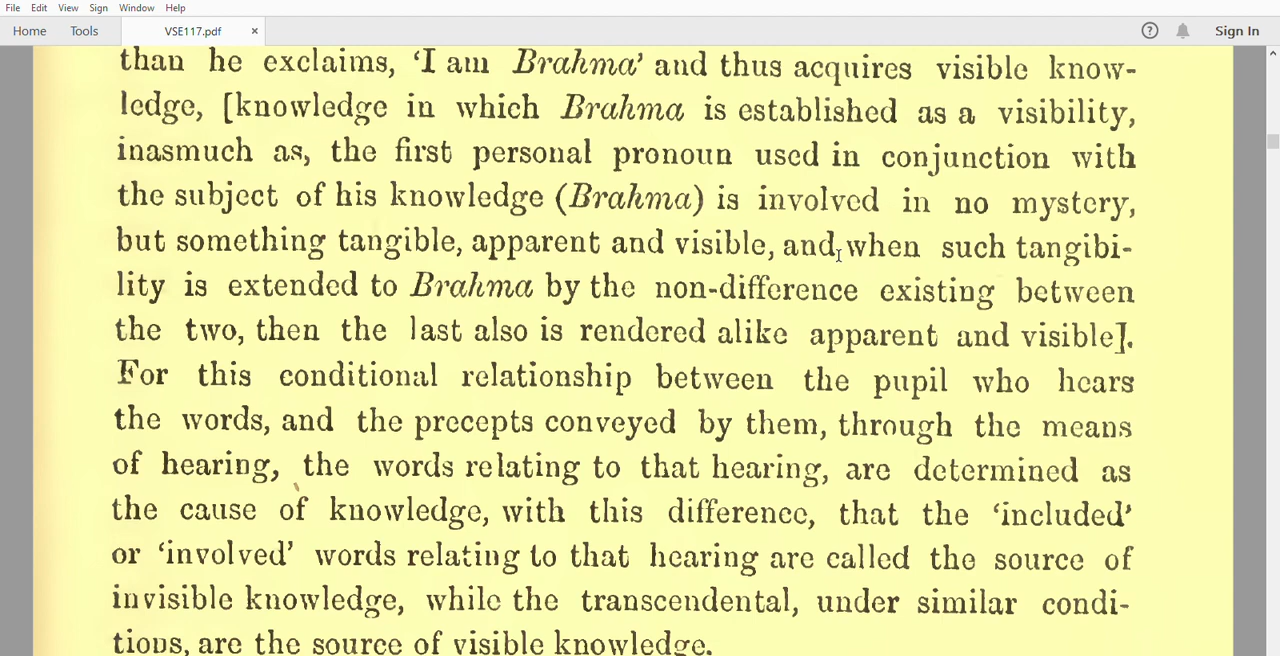 File Edit View Sign Window Help
Home Tools VSE117.pdf × ? Sign In
than he exclaims, ‘I am Brahma’ and thus acquires visible know-
ledge, [knowledge in which Brahma is established as a visibility,
inasmuch as, the first personal pronoun used in conjunction with
the subject of his knowledge (Brahma) is involved in no mystery,
but something tangible, apparent and visible, and, when such tangibi-
lity is extended to Brahma by the non-difference existing between
the two, then the last also is rendered alike apparent and visible].
For this conditional relationship between the pupil who hears
the words, and the precepts conveyed by them, through the means
of hearing, the words relating to that hearing, are determined as
the cause of knowledge, with this difference, that the ‘included’
or ‘involved’ words relating to that hearing are called the source of
invisible knowledge, while the transcendental, under similar condi-
tions, are the source of visible knowledge.